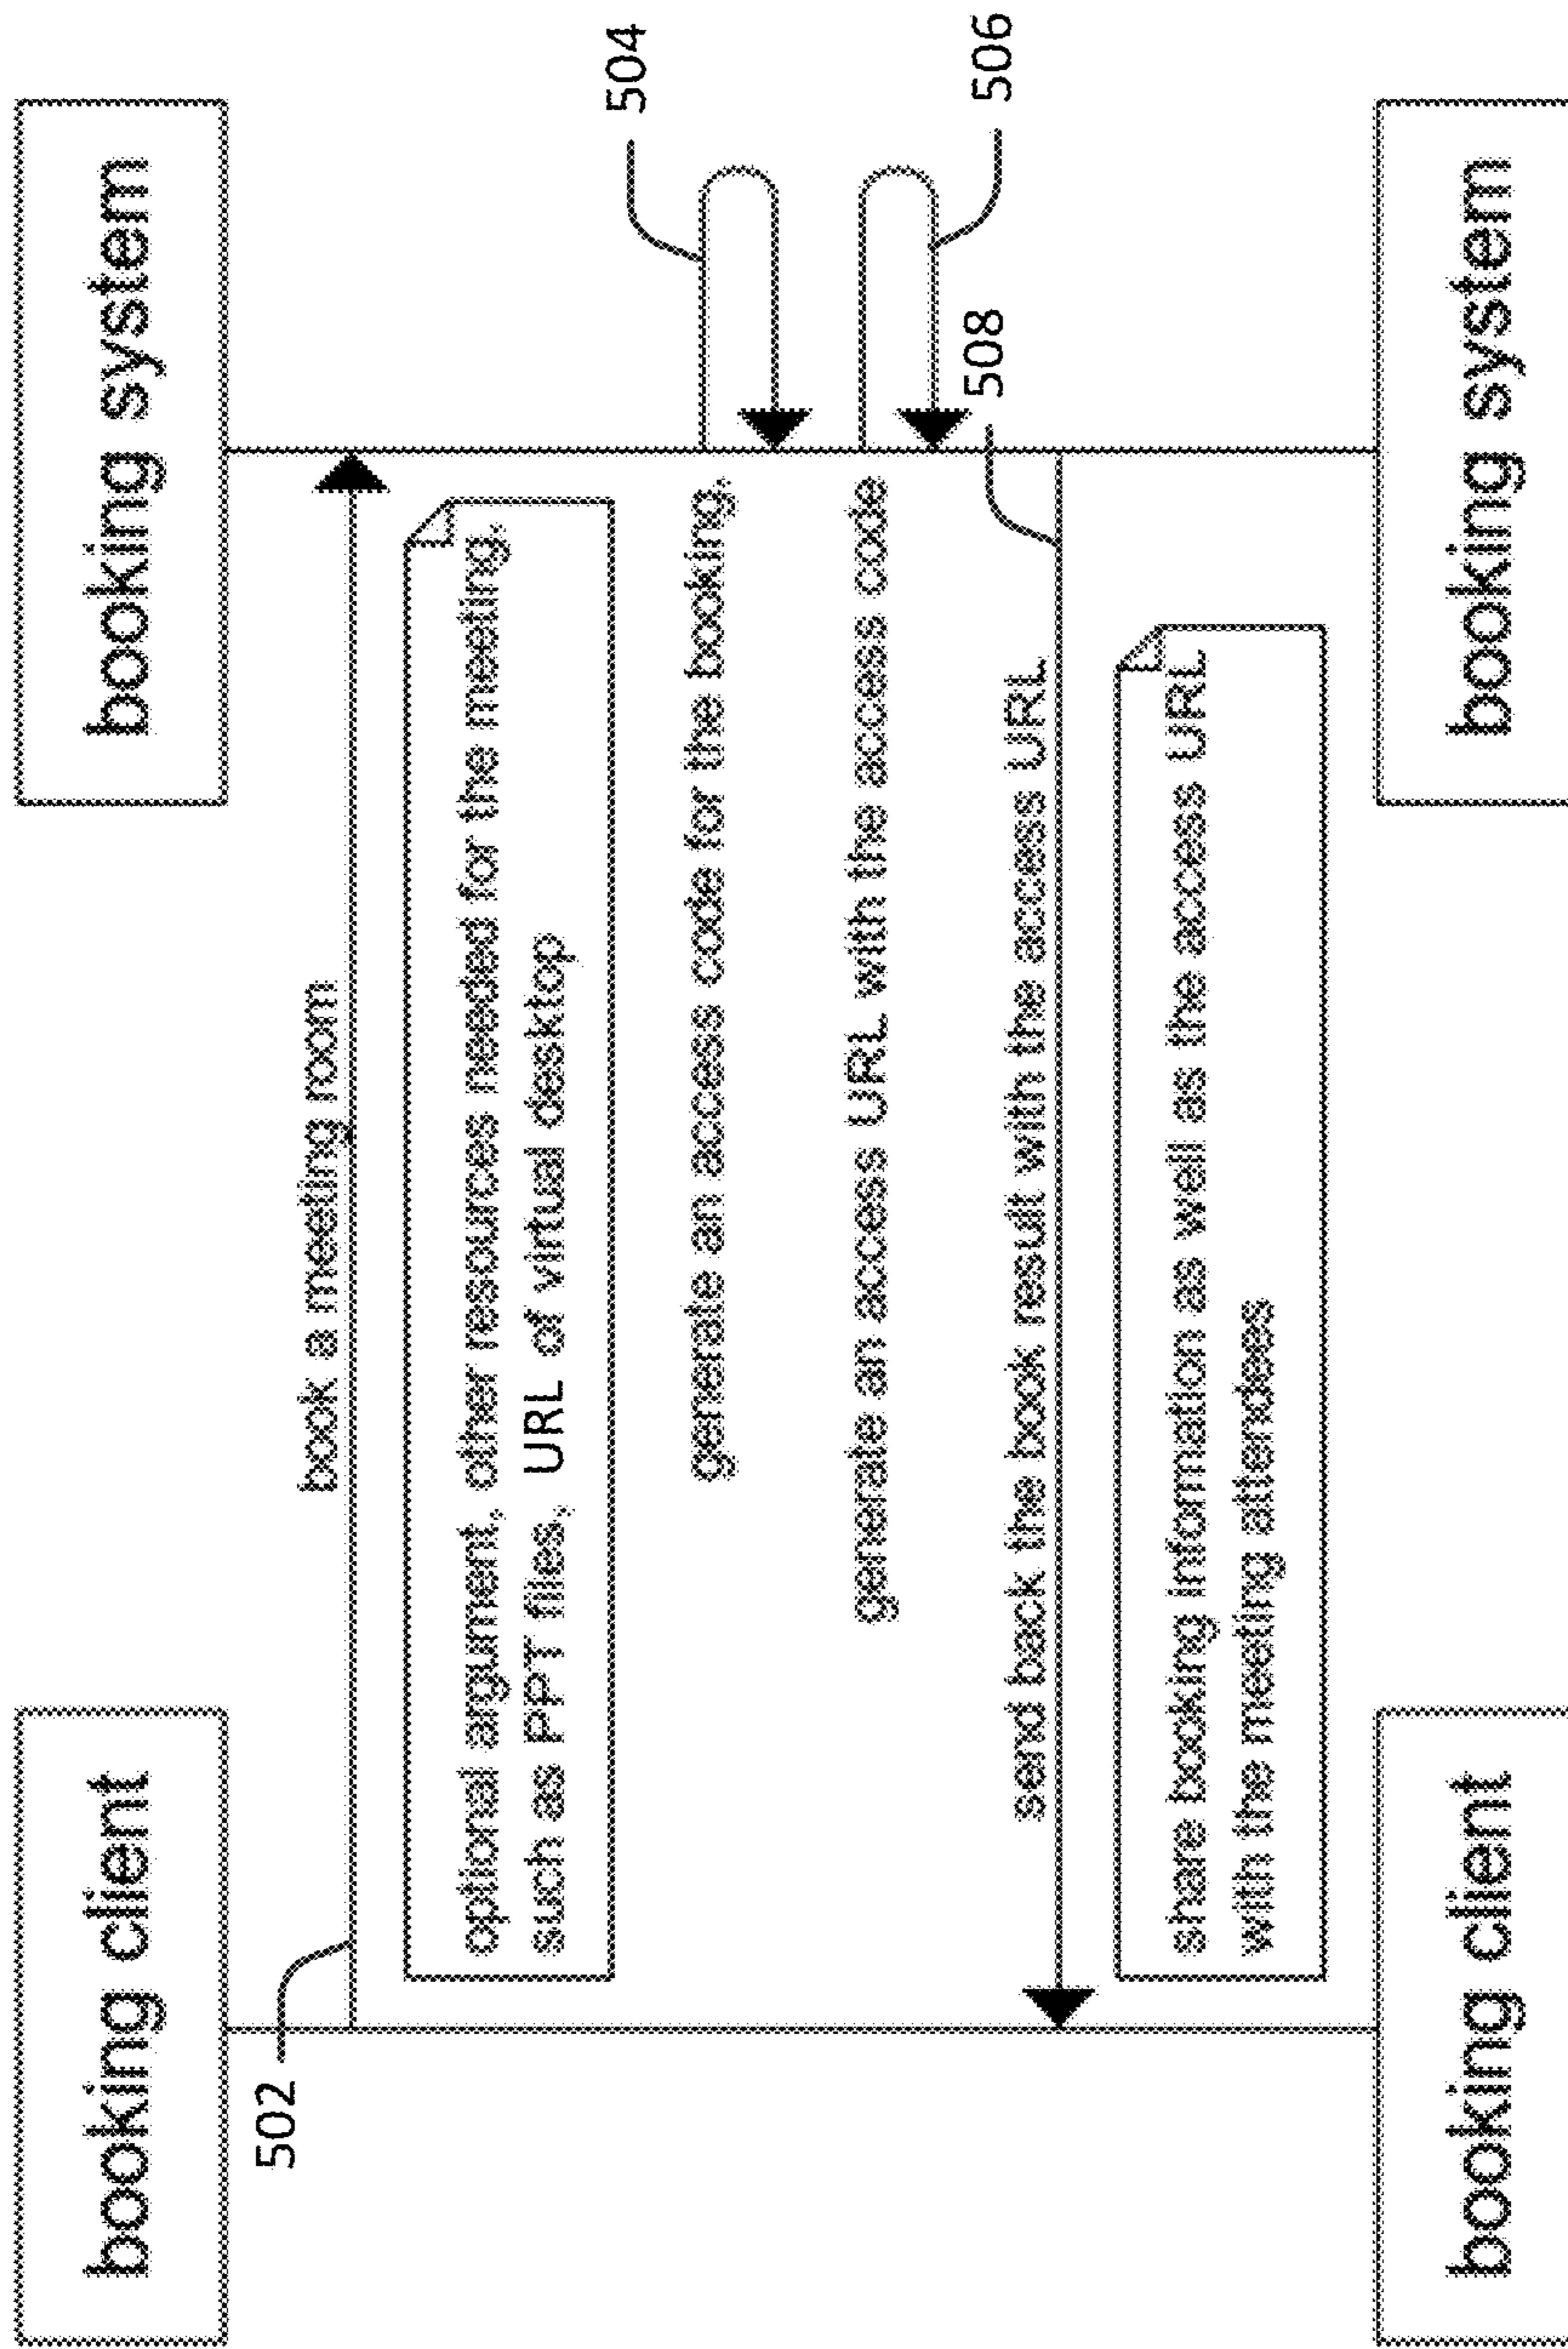 booking client
booking system
502
book a meeting room
optional argument, other resources needed for the meeting,
such as PPT files, URL of virtual desktop
504
generate an access code for the booking,
generate an access URL with the access code
506
508
send back the book result with the access URL
share booking information as well as the access URL
with the meeting attendees
booking client
booking system